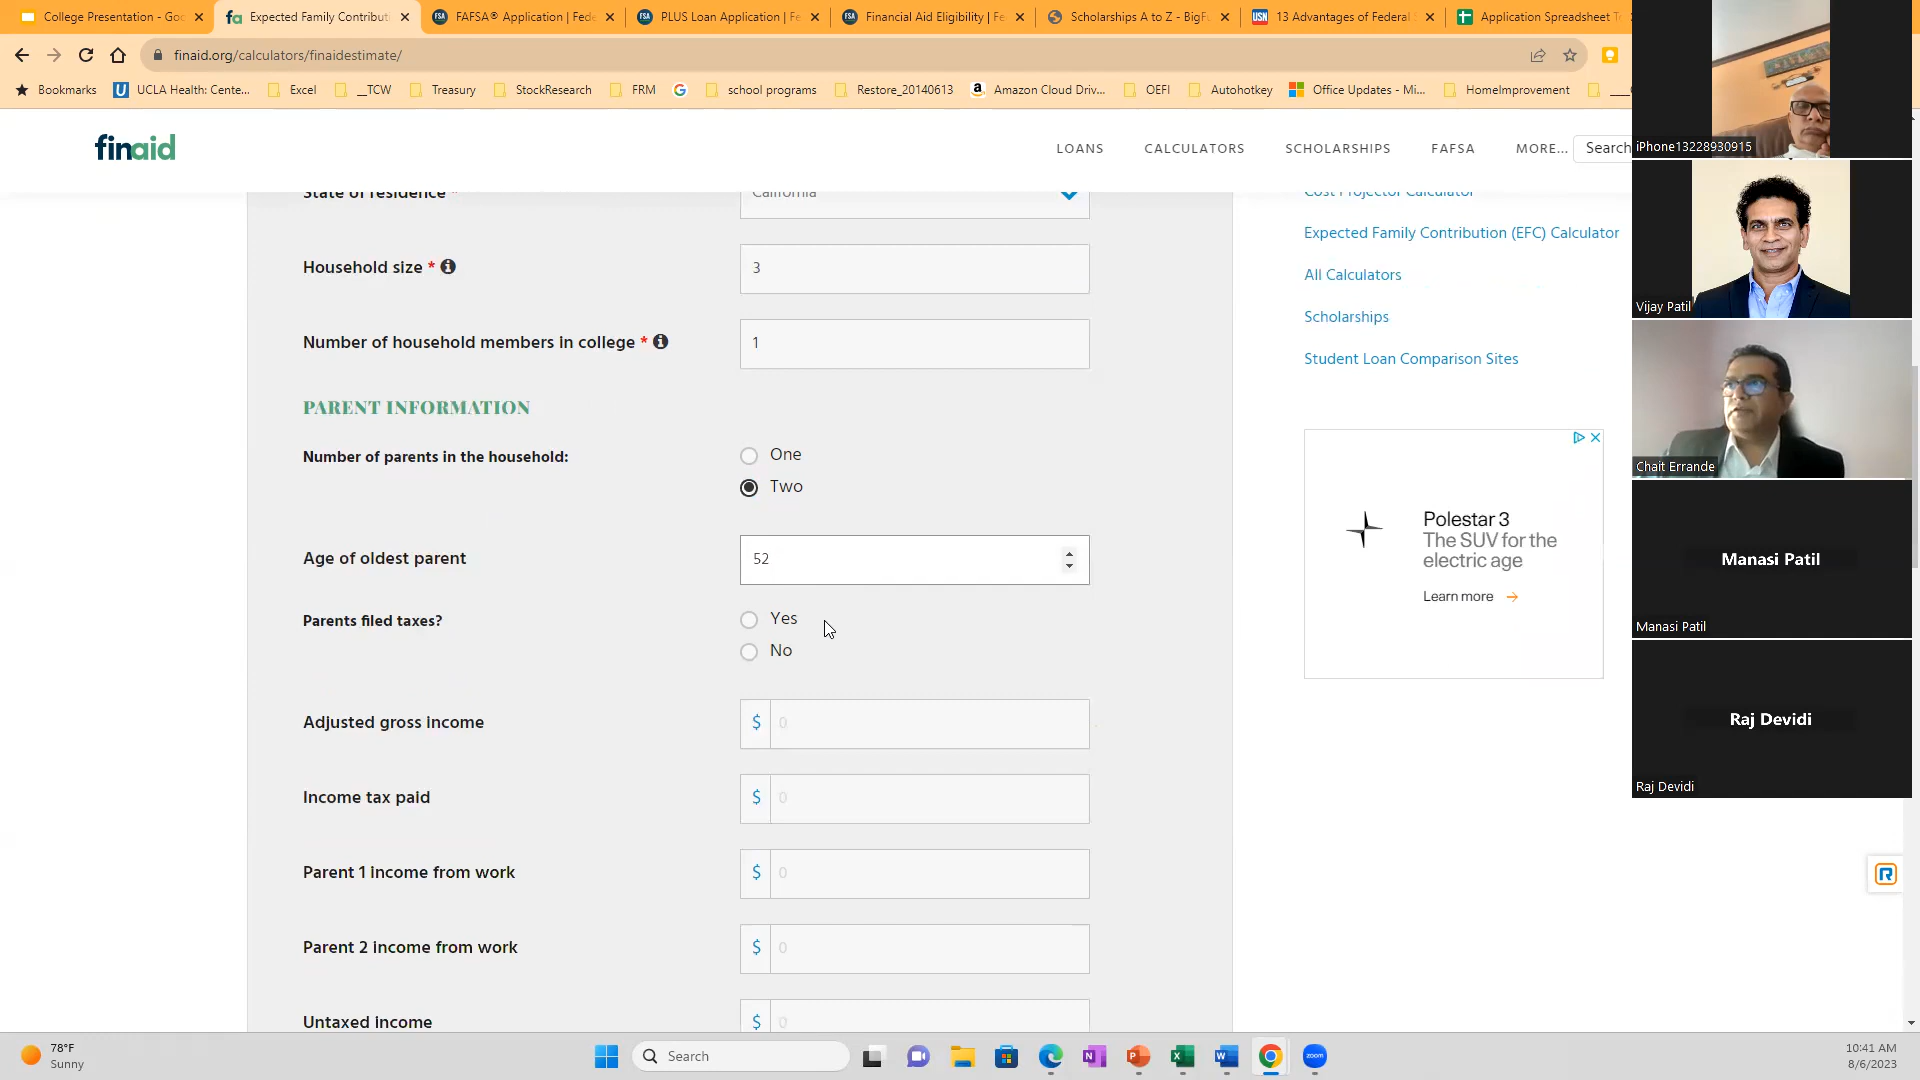 College Presentation - Goo
Expected Family Contributi
FAFSA® Application | Fede
PLUS Loan Application | Fe
Financial Aid Eligibility | Fe
Scholarships A to Z - BigFu
13 Advantages of Federal
Application Spreadsheet T
finaid.org/calculators/finaidestimate/
Bookmarks
UCLA Health: Cente...
Excel
__TCW
Treasury
StockResearch
FRM
school programs
Restore_20140613
Amazon Cloud Driv...
OEFI
Autohotkey
Office Updates - Mi...
HomeImprovement
finaid
LOANS
CALCULATORS
SCHOLARSHIPS
FAFSA
MORE...
Search
State of residence *
California
Household size *
3
Number of household members in college *
1
PARENT INFORMATION
Number of parents in the household:
One
Two
Age of oldest parent
52
Parents filed taxes?
Yes
No
Adjusted gross income
$ 0
Income tax paid
$ 0
Parent 1 income from work
$ 0
Parent 2 income from work
$ 0
Untaxed income
$ 0
Cost Projector Calculator
Expected Family Contribution (EFC) Calculator
All Calculators
Scholarships
Student Loan Comparison Sites
Polestar 3
The SUV for the
electric age
Learn more →
iPhone13228930915
Vijay Patil
Chait Errande
Manasi Patil
Manasi Patil
Raj Devidi
Raj Devidi
78°F
Sunny
Search
10:41 AM
8/6/2023